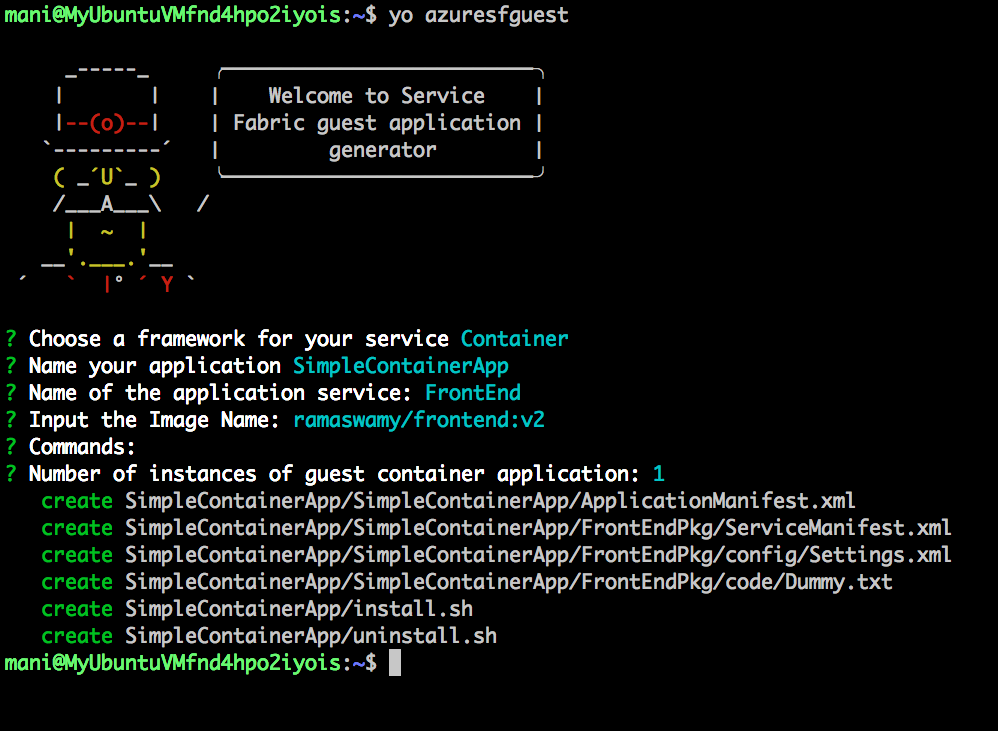 mani@MyUbuntuVMfnd4hpo2iyois:~$ yo azuresfguest
     _-----_     ╭──────────────────────────╮
    |       |    |    Welcome to Service    |
    |--(o)--|    | Fabric guest application |
   `---------´   |         generator        |
    ( _´U`_ )    ╰──────────────────────────╯
    /___A___\   /
     |  ~  |
   __'.___.'__
 ´   `  |° ´ Y `
? Choose a framework for your service Container
? Name your application SimpleContainerApp
? Name of the application service: FrontEnd
? Input the Image Name: ramaswamy/frontend:v2
? Commands:
? Number of instances of guest container application: 1
   create SimpleContainerApp/SimpleContainerApp/ApplicationManifest.xml
   create SimpleContainerApp/SimpleContainerApp/FrontEndPkg/ServiceManifest.xml
   create SimpleContainerApp/SimpleContainerApp/FrontEndPkg/config/Settings.xml
   create SimpleContainerApp/SimpleContainerApp/FrontEndPkg/code/Dummy.txt
   create SimpleContainerApp/install.sh
   create SimpleContainerApp/uninstall.sh
mani@MyUbuntuVMfnd4hpo2iyois:~$